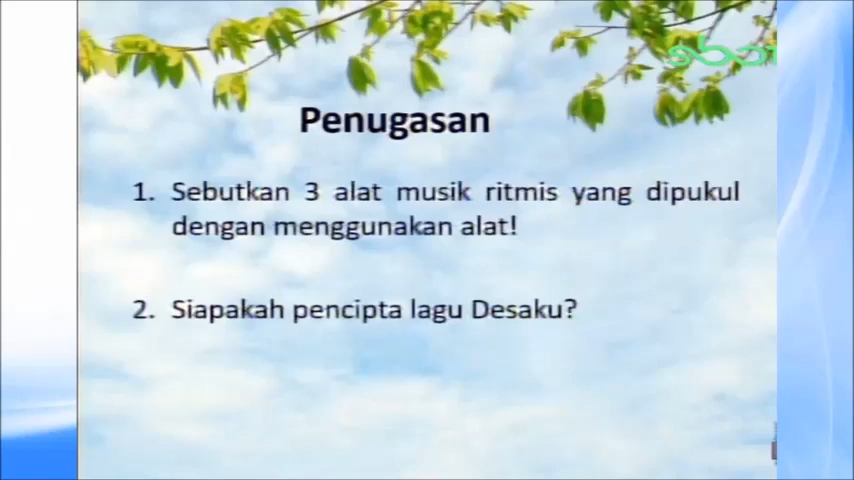 Penugasan
1. Sebutkan 3 alat musik ritmis yang dipukul
dengan menggunakan alat!
2. Siapakah pencipta lagu Desaku?